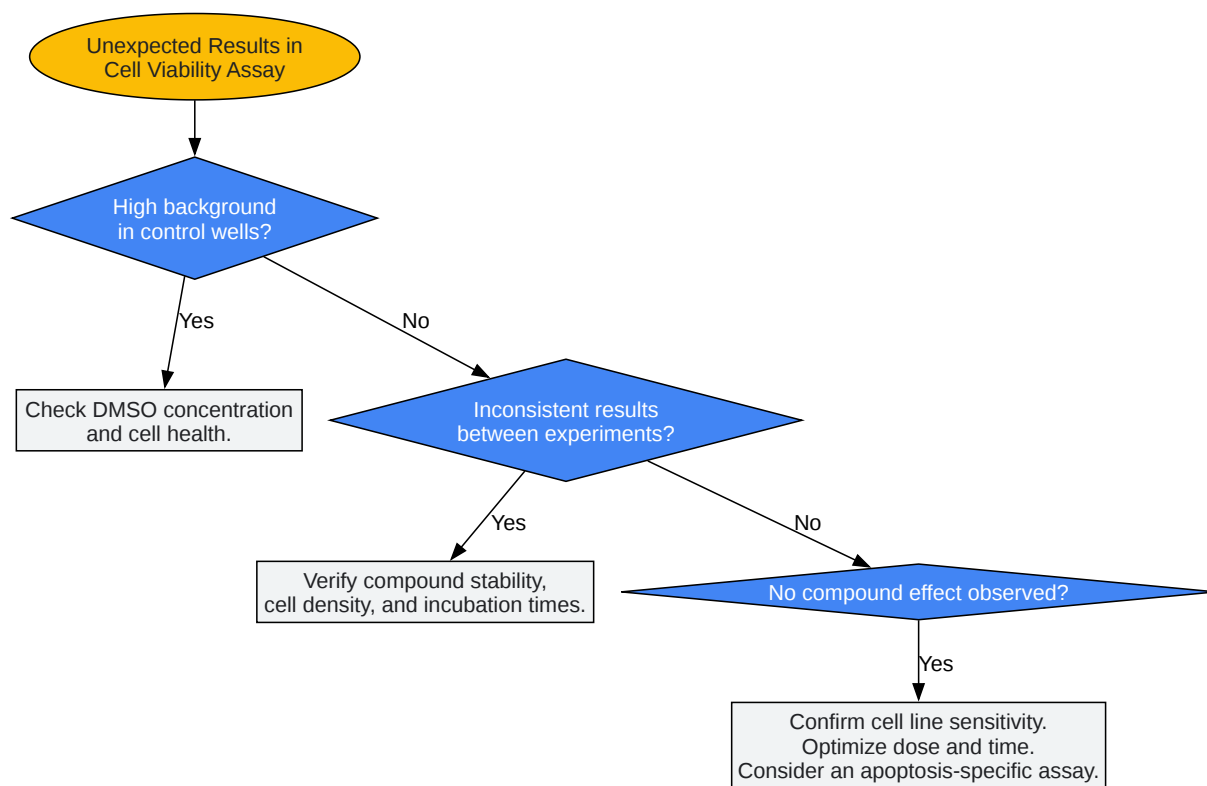 Unexpected Results in
Cell Viability Assay
High background
in control wells?
Yes
No
Check DMSO concentration
and cell health.
Inconsistent results
between experiments?
Yes
No
Verify compound stability,
cell density, and incubation times.
No compound effect observed?
Yes
Confirm cell line sensitivity.
Optimize dose and time.
Consider an apoptosis-specific assay.